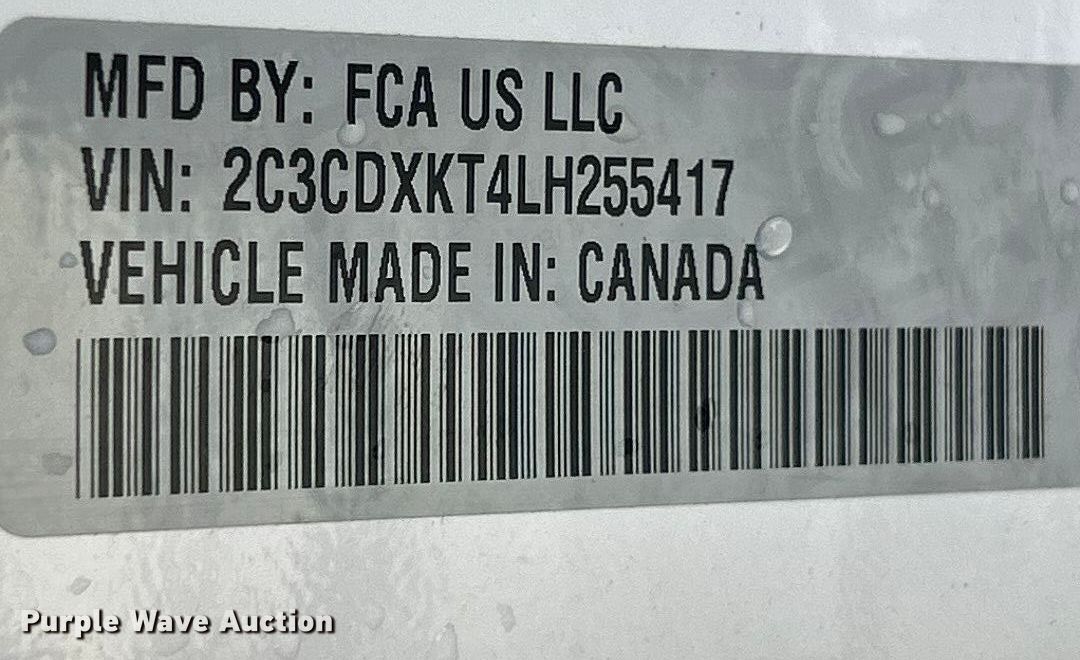 MFD BY: FCA US LLC
VIN: 2C3CDXKT4LH255417
VEHICLE MADE IN: CANADA
Purple Wave Auction